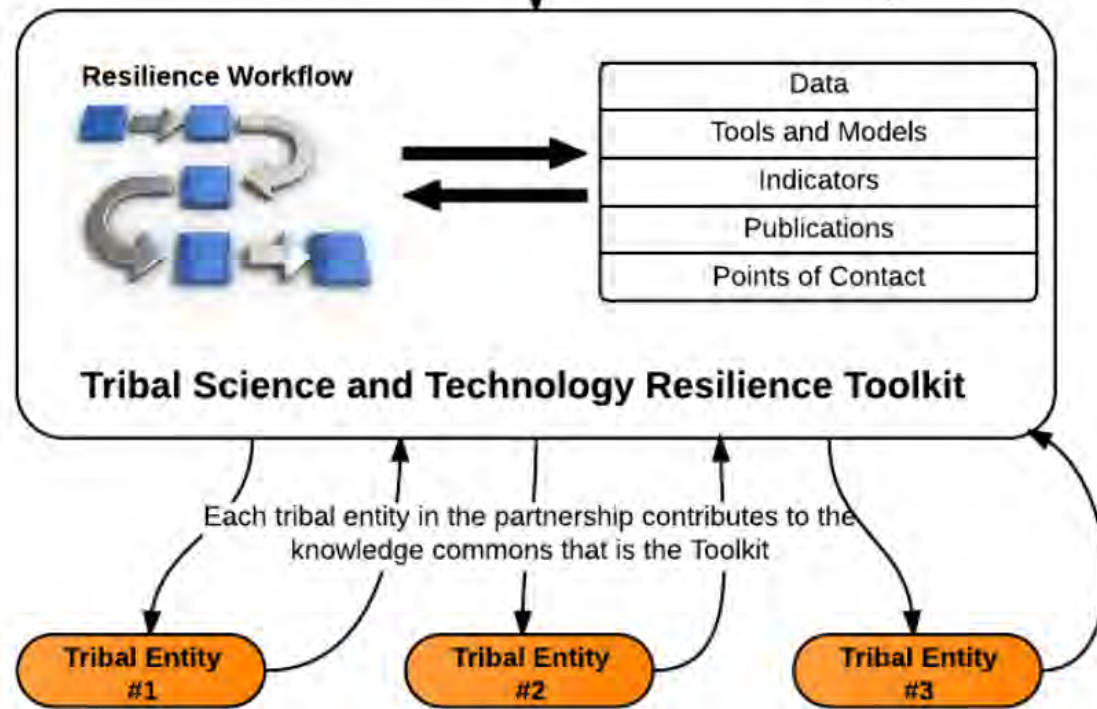 Resilience Workflow
Data
Tools and Models
Indicators
Publications
Points of Contact
Tribal Science and Technology Resilience Toolkit
Each tribal entity in the partnership contributes to the
knowledge commons that is the Toolkit
Tribal Entity
#1
Tribal Entity
#2
Tribal Entity
#3